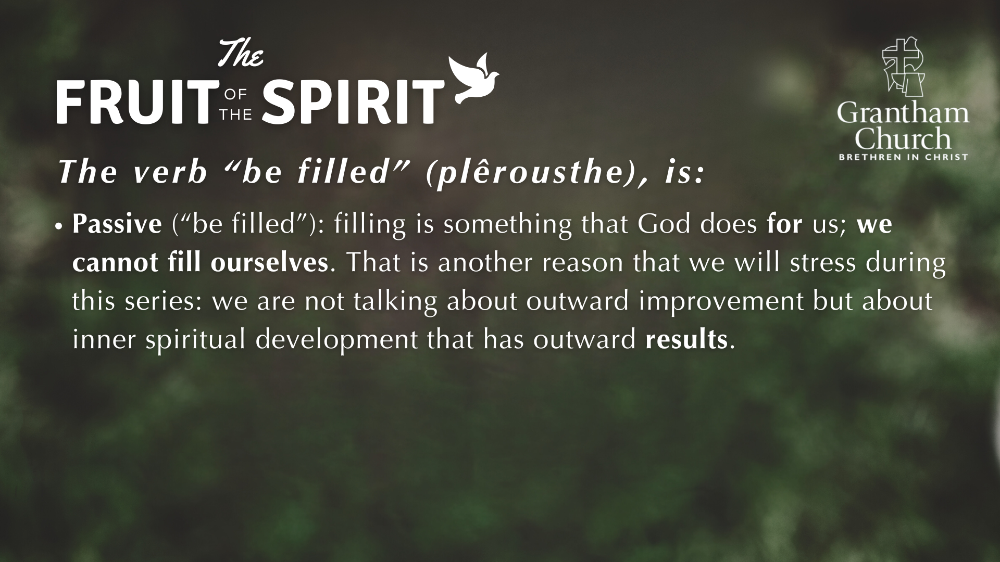 The
FRUIT OF THE SPIRIT
Grantham
Church
BRETHREN IN CHRIST
The verb “be filled” (plêrousthe), is:
• Passive (“be filled”): filling is something that God does for us; we
cannot fill ourselves. That is another reason that we will stress during
this series: we are not talking about outward improvement but about
inner spiritual development that has outward results.